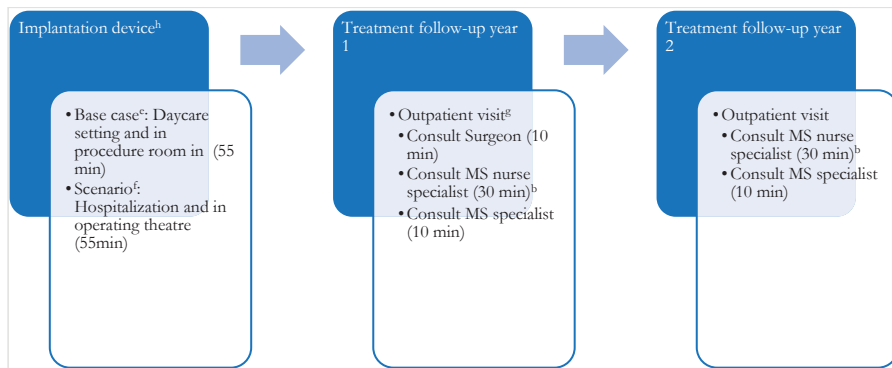 Implantation deviceʰ
• Base caseᵉ: Daycare
setting and in
procedure room in (55
min)
• Scenarioᶠ:
Hospitalization and in
operating theatre
(55min)
Treatment follow-up year
1
• Outpatient visitᵍ
• Consult Surgeon (10
min)
• Consult MS nurse
specialist (30 min)ᵇ
• Consult MS specialist
(10 min)
Treatment follow-up year
2
• Outpatient visit
• Consult MS nurse
specialist (30 min)ᵇ
• Consult MS specialist
(10 min)